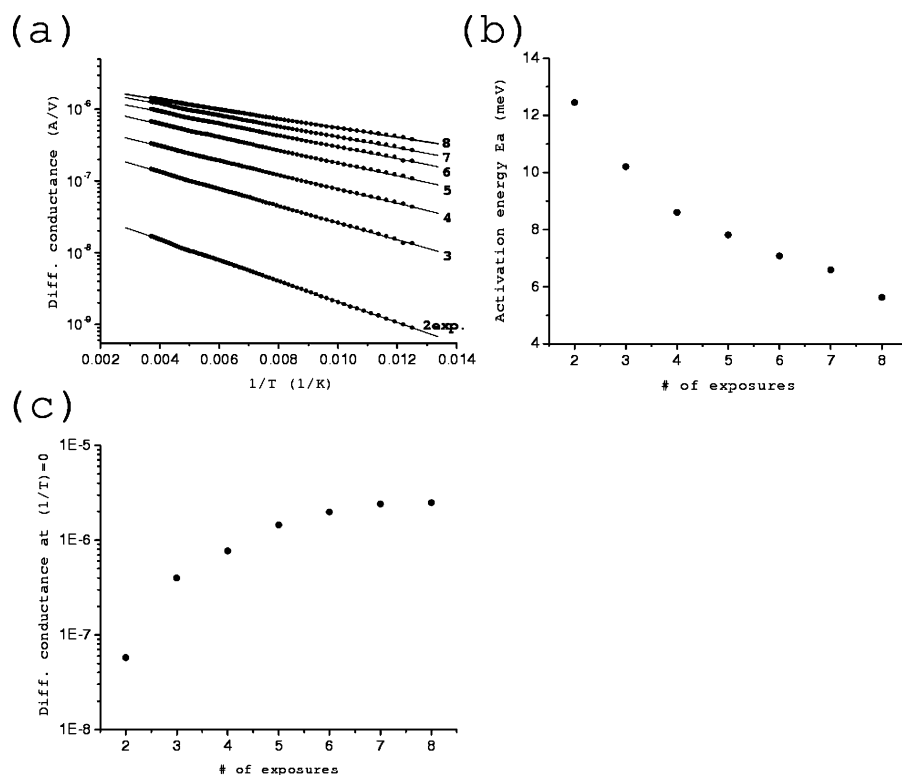 (a)
Diff. conductance (A/V)
10⁻⁶
10⁻⁷
10⁻⁸
10⁻⁹
8
7
6
5
4
3
2exp.
0.002 0.004 0.006 0.008 0.010 0.012 0.014
1/T (1/K)
(b)
Activation energy Ea (meV)
14
12
10
8
6
4
2 3 4 5 6 7 8
# of exposures
(c)
Diff. conductance at (1/T)=0
1E-5
1E-6
1E-7
1E-8
2 3 4 5 6 7 8
# of exposures